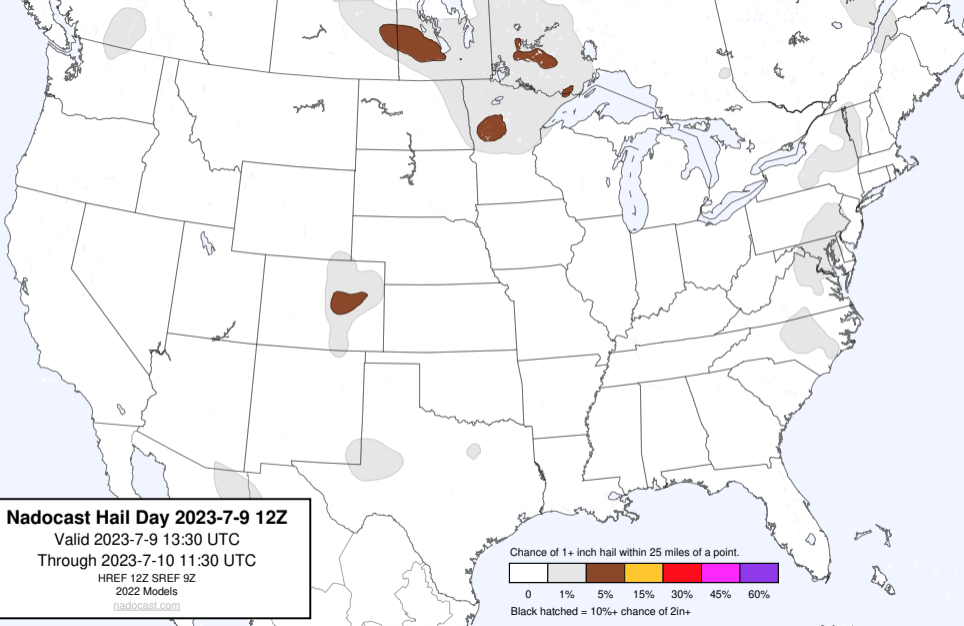 Nadocast Hail Day 2023-7-9 12Z
Valid 2023-7-9 13:30 UTC
Through 2023-7-10 11:30 UTC
HREF 12Z SREF 9Z
2022 Models
nadocast.com
Chance of 1+ inch hail within 25 miles of a point.
0 1% 5% 15% 30% 45% 60%
Black hatched = 10%+ chance of 2in+